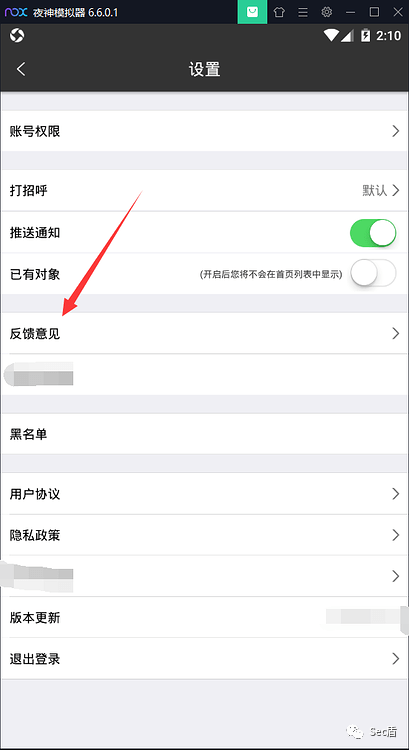 nox 夜神模拟器 6.6.0.1
2:10
设置
账号权限
打招呼 默认
推送通知
已有对象 (开启后您将不会在首页列表中显示)
反馈意见
黑名单
用户协议
隐私政策
版本更新
退出登录
Sec盾